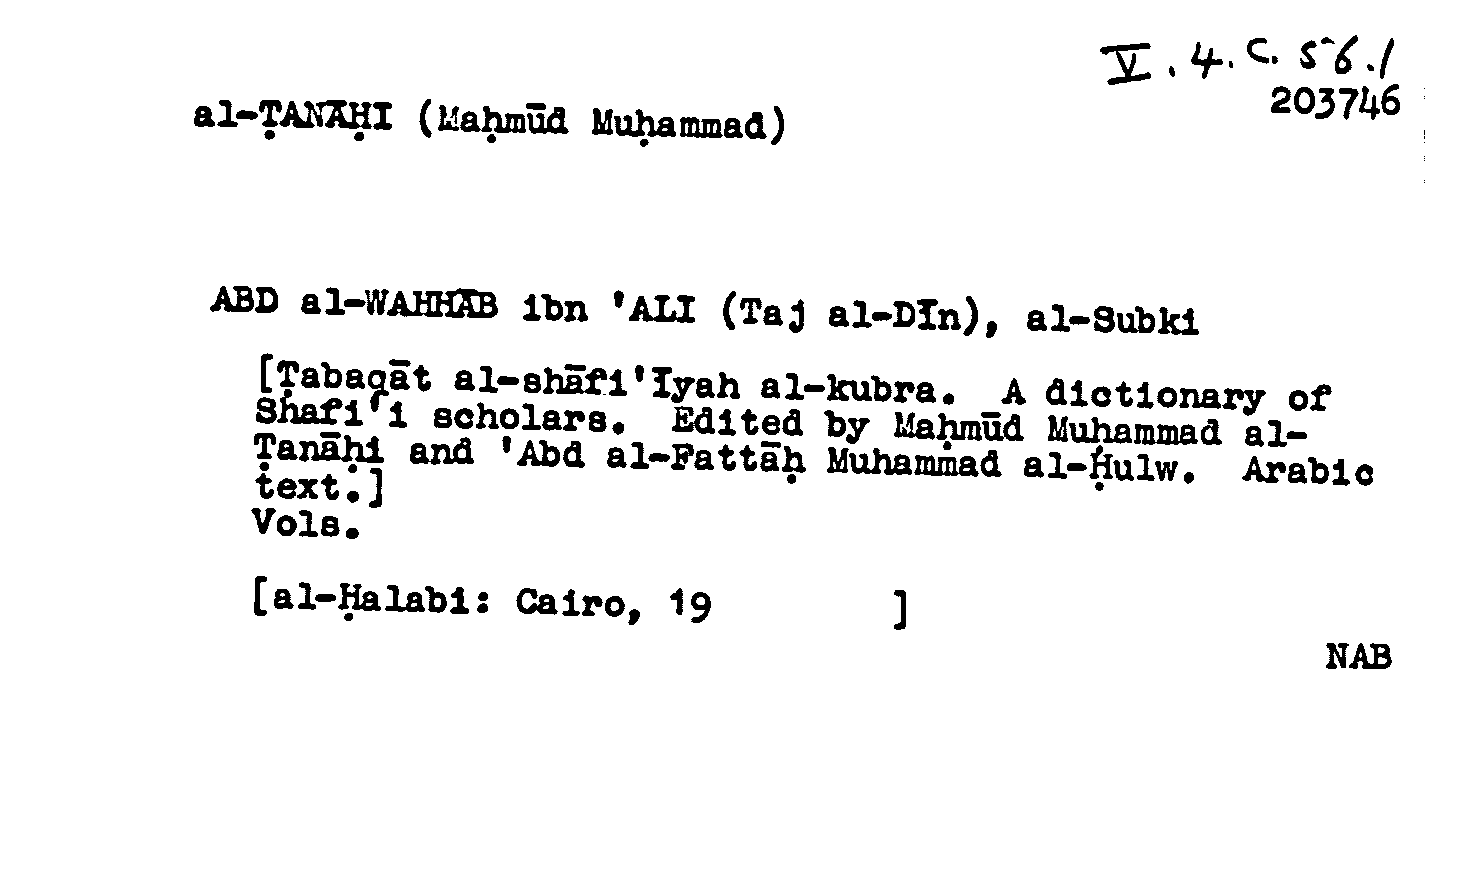 V. 4. C. 56.1
203746
al-ṬANĀḤI (Maḥmūd Muḥammad)
ABD al-WAHHĀB ibn 'ALI (Taj al-DĪn), al-Subki
[Ṭabaqāt al-shāfi'Īyah al-kubra. A dictionary of
Shafi'i scholars. Edited by Maḥmūd Muḥammad al-
Ṭanāḥi and 'Abd al-Fattāḥ Muhammad al-Ḥulw. Arabic
text.]
Vols.
[al-Ḥalabi: Cairo, 19 ]
NAB